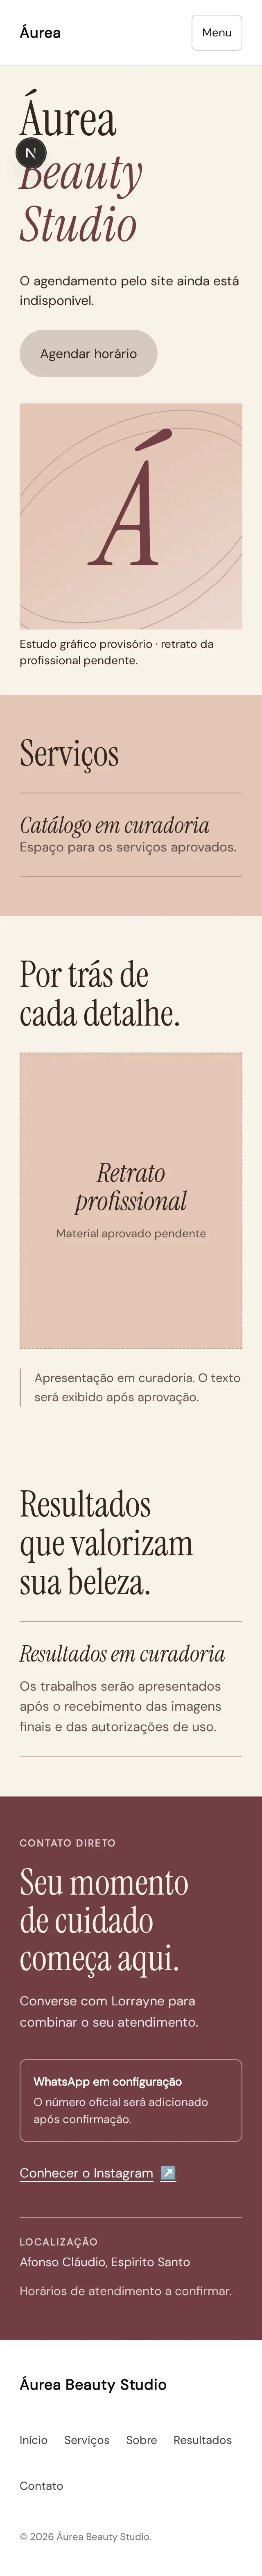 Áurea
Menu
Áurea
Beauty
Studio
N
O agendamento pelo site ainda está
indisponível.
Agendar horário
Á
Estudo gráfico provisório · retrato da
profissional pendente.
Serviços
Catálogo em curadoria
Espaço para os serviços aprovados.
Por trás de
cada detalhe.
Retrato
profissional
Material aprovado pendente
Apresentação em curadoria. O texto
será exibido após aprovação.
Resultados
que valorizam
sua beleza.
Resultados em curadoria
Os trabalhos serão apresentados
após o recebimento das imagens
finais e das autorizações de uso.
CONTATO DIRETO
Seu momento
de cuidado
começa aqui.
Converse com Lorrayne para
combinar o seu atendimento.
WhatsApp em configuração
O número oficial será adicionado
após confirmação.
Conhecer o Instagram ↗
LOCALIZAÇÃO
Afonso Cláudio, Espírito Santo
Horários de atendimento a confirmar.
Áurea Beauty Studio
Início Serviços Sobre Resultados
Contato
© 2026 Áurea Beauty Studio.